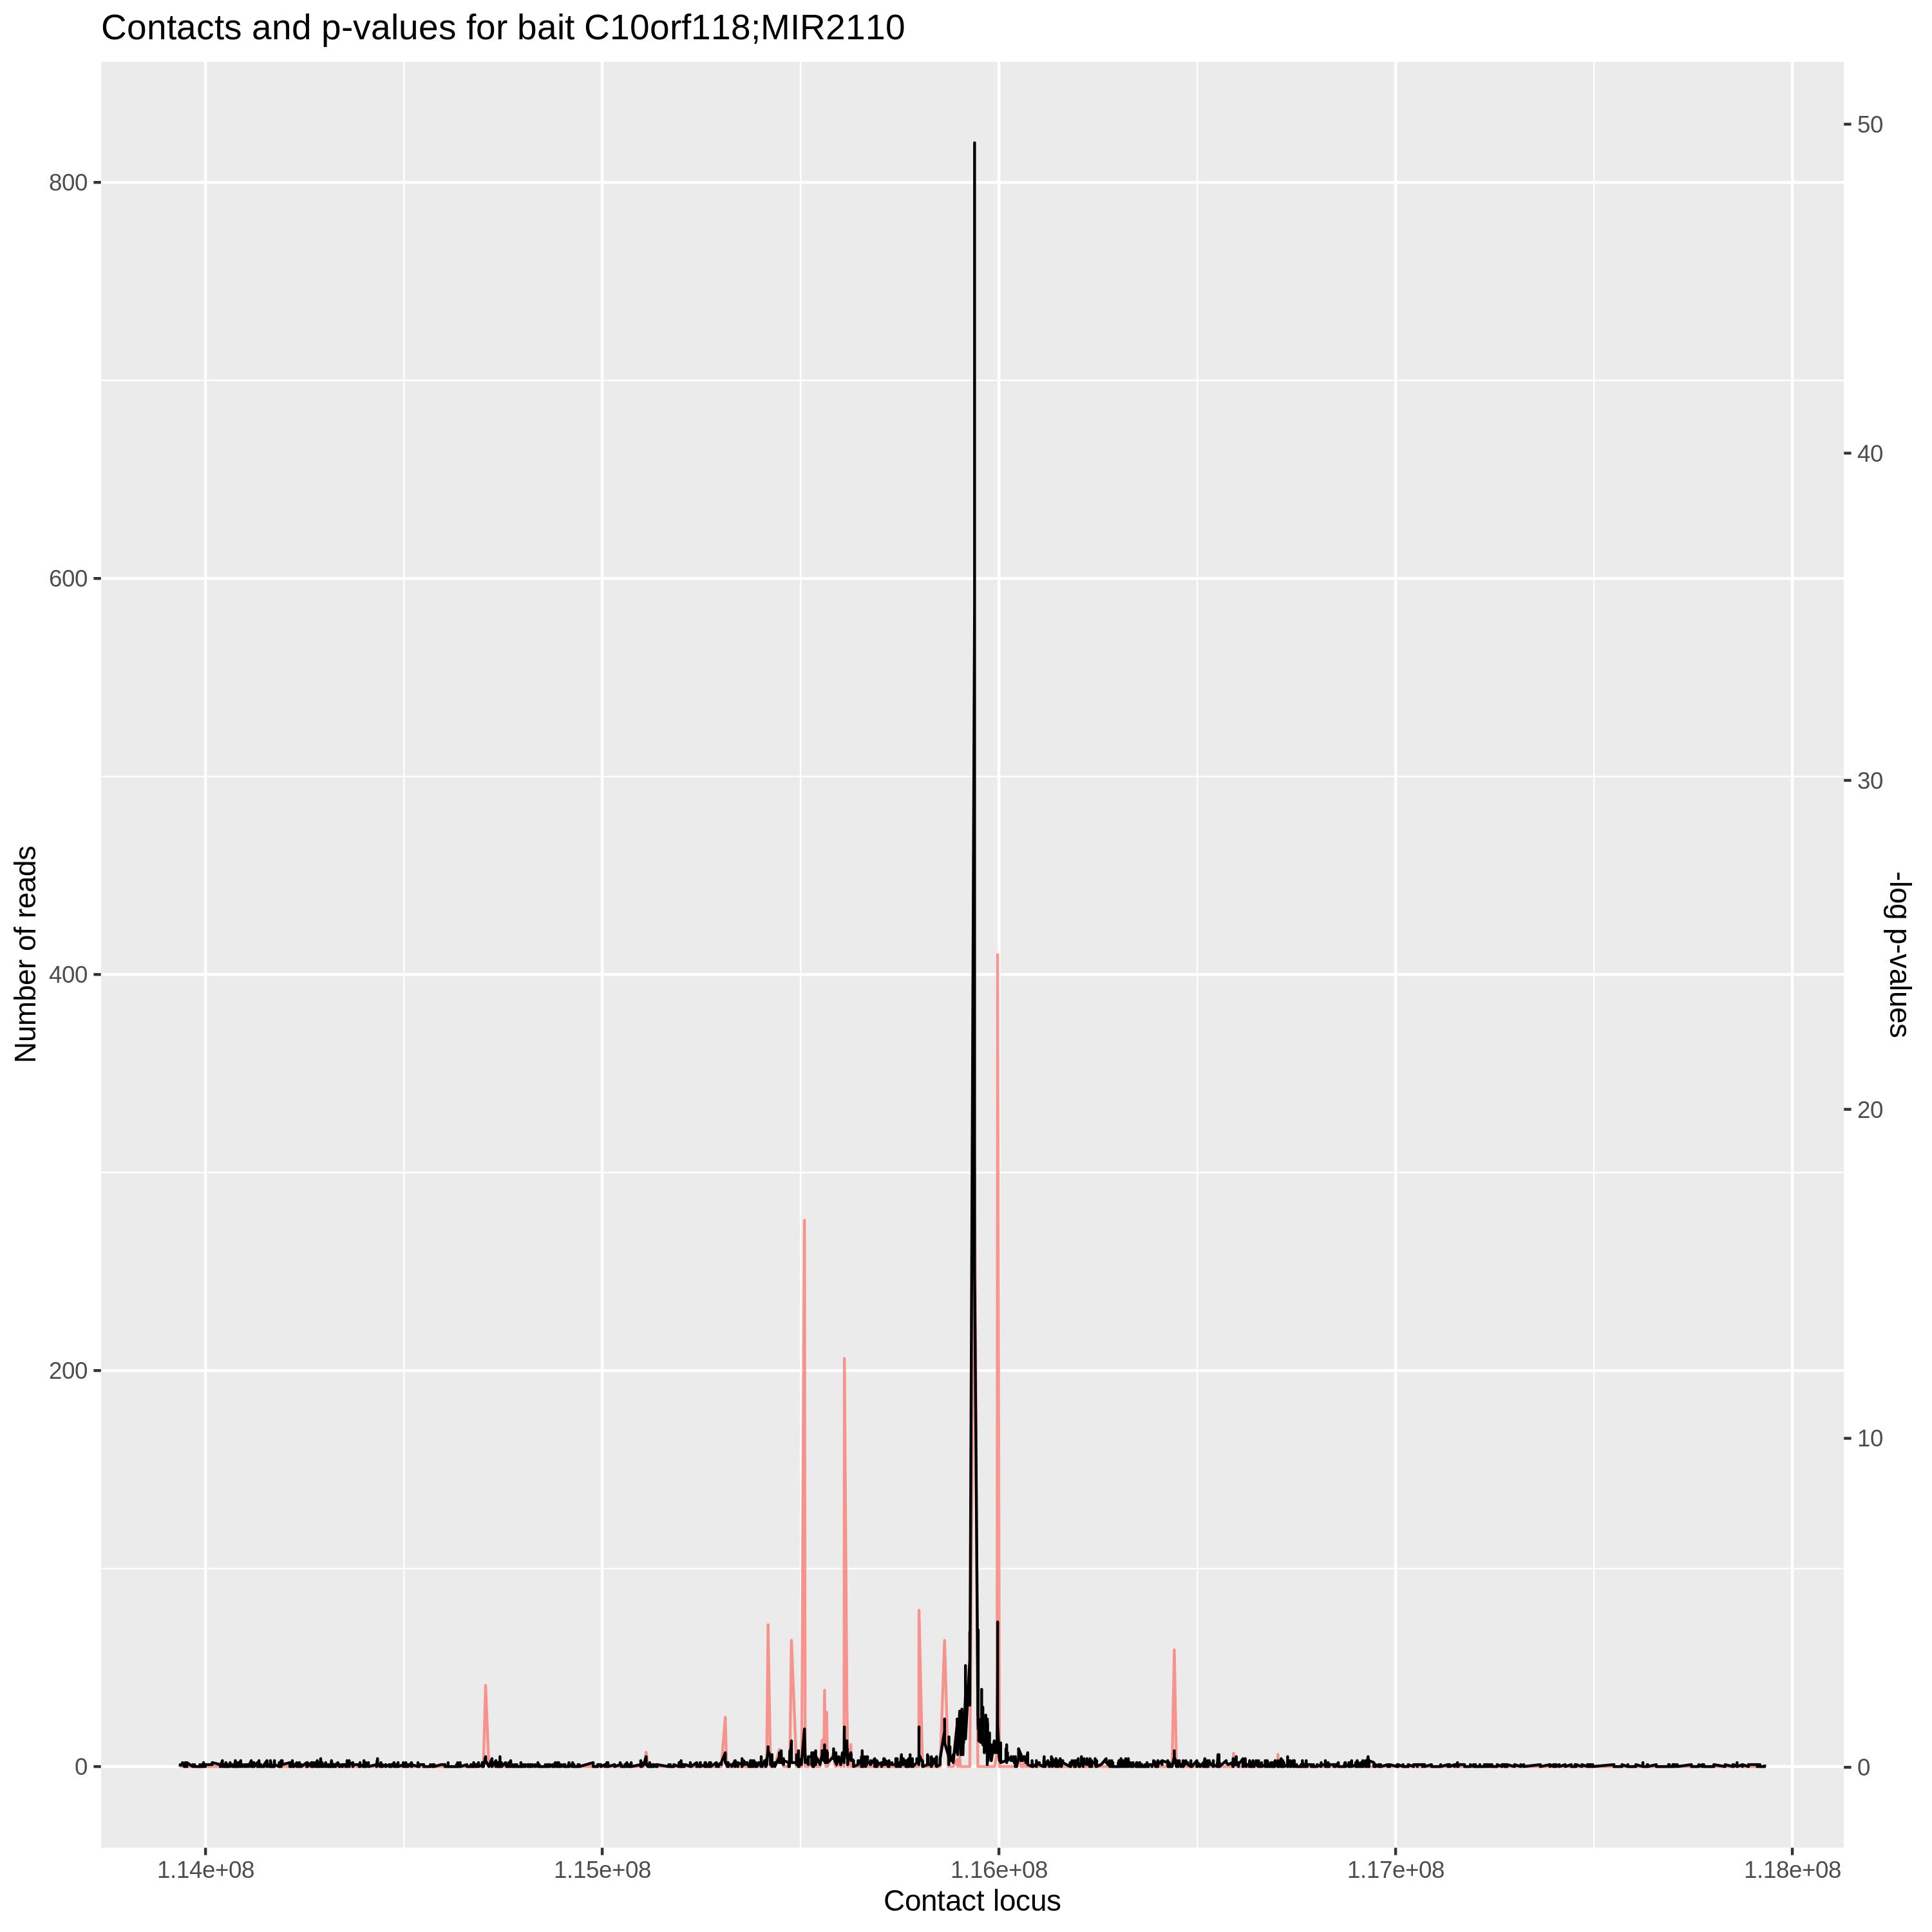 Contacts and p-values for bait C10orf118;MIR2110
800
600
400
200
0
Number of reads
50
40
30
20
10
0
-log p-values
1.14e+08
1.15e+08
1.16e+08
1.17e+08
1.18e+08
Contact locus